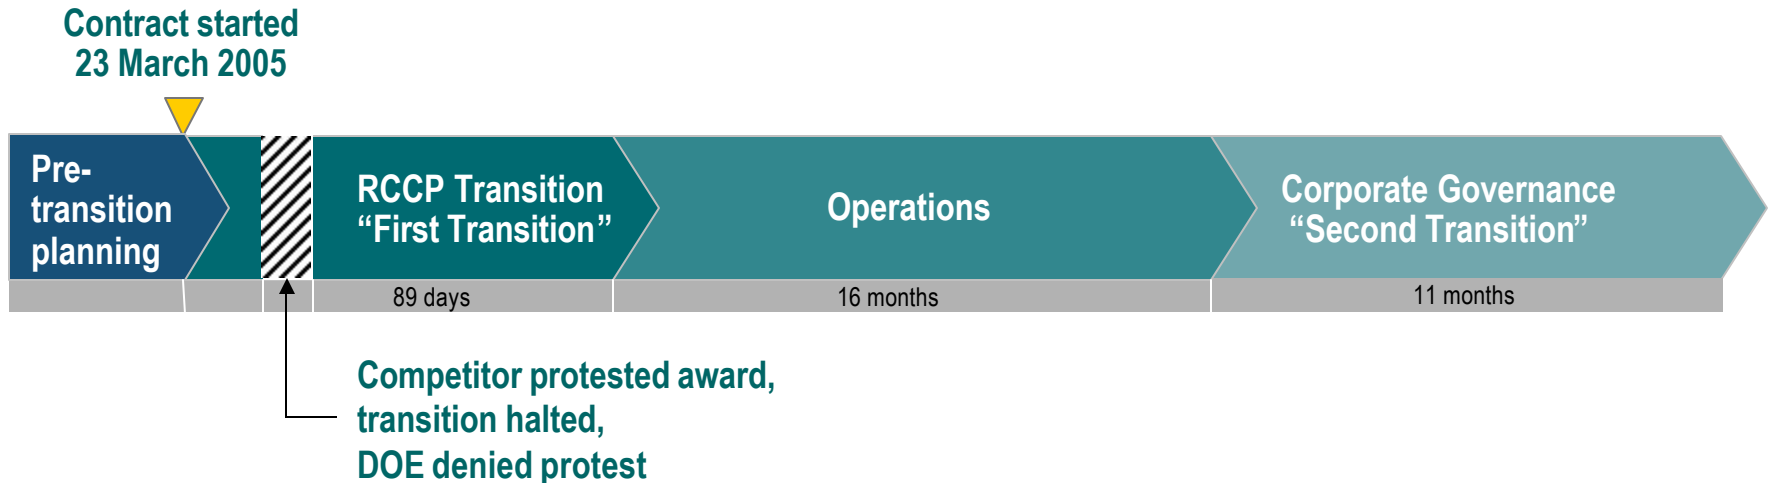 Contract started
23 March 2005
Pre-
transition
planning
RCCP Transition
“First Transition”
Operations
Corporate Governance
“Second Transition”
89 days
16 months
11 months
Competitor protested award,
transition halted,
DOE denied protest